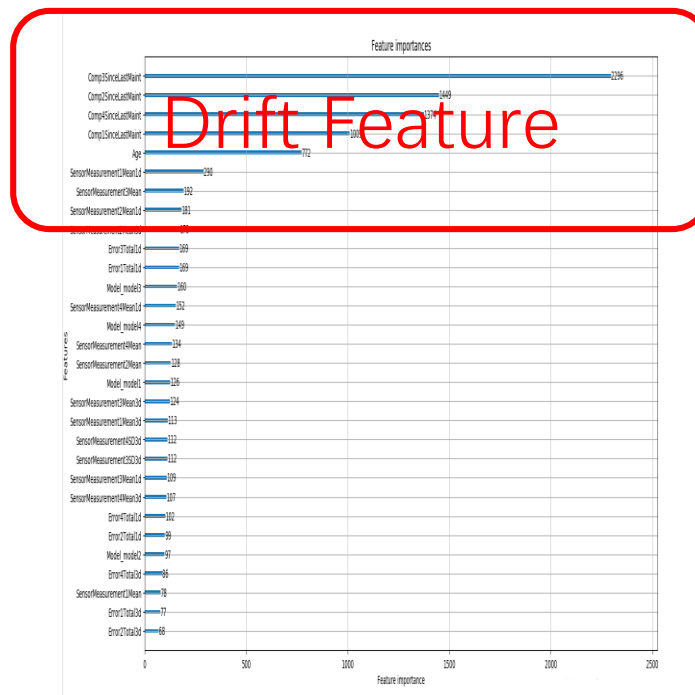 Feature importances
Comp3SinceLastMaint 2296
Comp2SinceLastMaint 1449
Comp4SinceLastMaint
Drift Feature
Comp1SinceLastMaint
Age 772
SensorMeasurement1Mean1d 290
SensorMeasurement3Mean 192
SensorMeasurement2Mean1d 181
Error3Total1d 169
Error1Total1d 169
Model_model3 160
SensorMeasurement4Mean1d 152
Model_model4 149
SensorMeasurement4Mean 134
SensorMeasurement2Mean 128
Model_model1 126
SensorMeasurement3Mean3d 124
SensorMeasurement1Mean3d 113
SensorMeasurement4SD3d 112
SensorMeasurement3SD3d 112
SensorMeasurement3Mean1d 109
SensorMeasurement4Mean3d 107
Error4Total1d 102
Error2Total1d 99
Model_model2 97
Error4Total3d 86
SensorMeasurement1Mean 78
Error1Total3d 77
Error2Total3d 68
Features
0 500 1000 1500 2000 2500
Feature importance